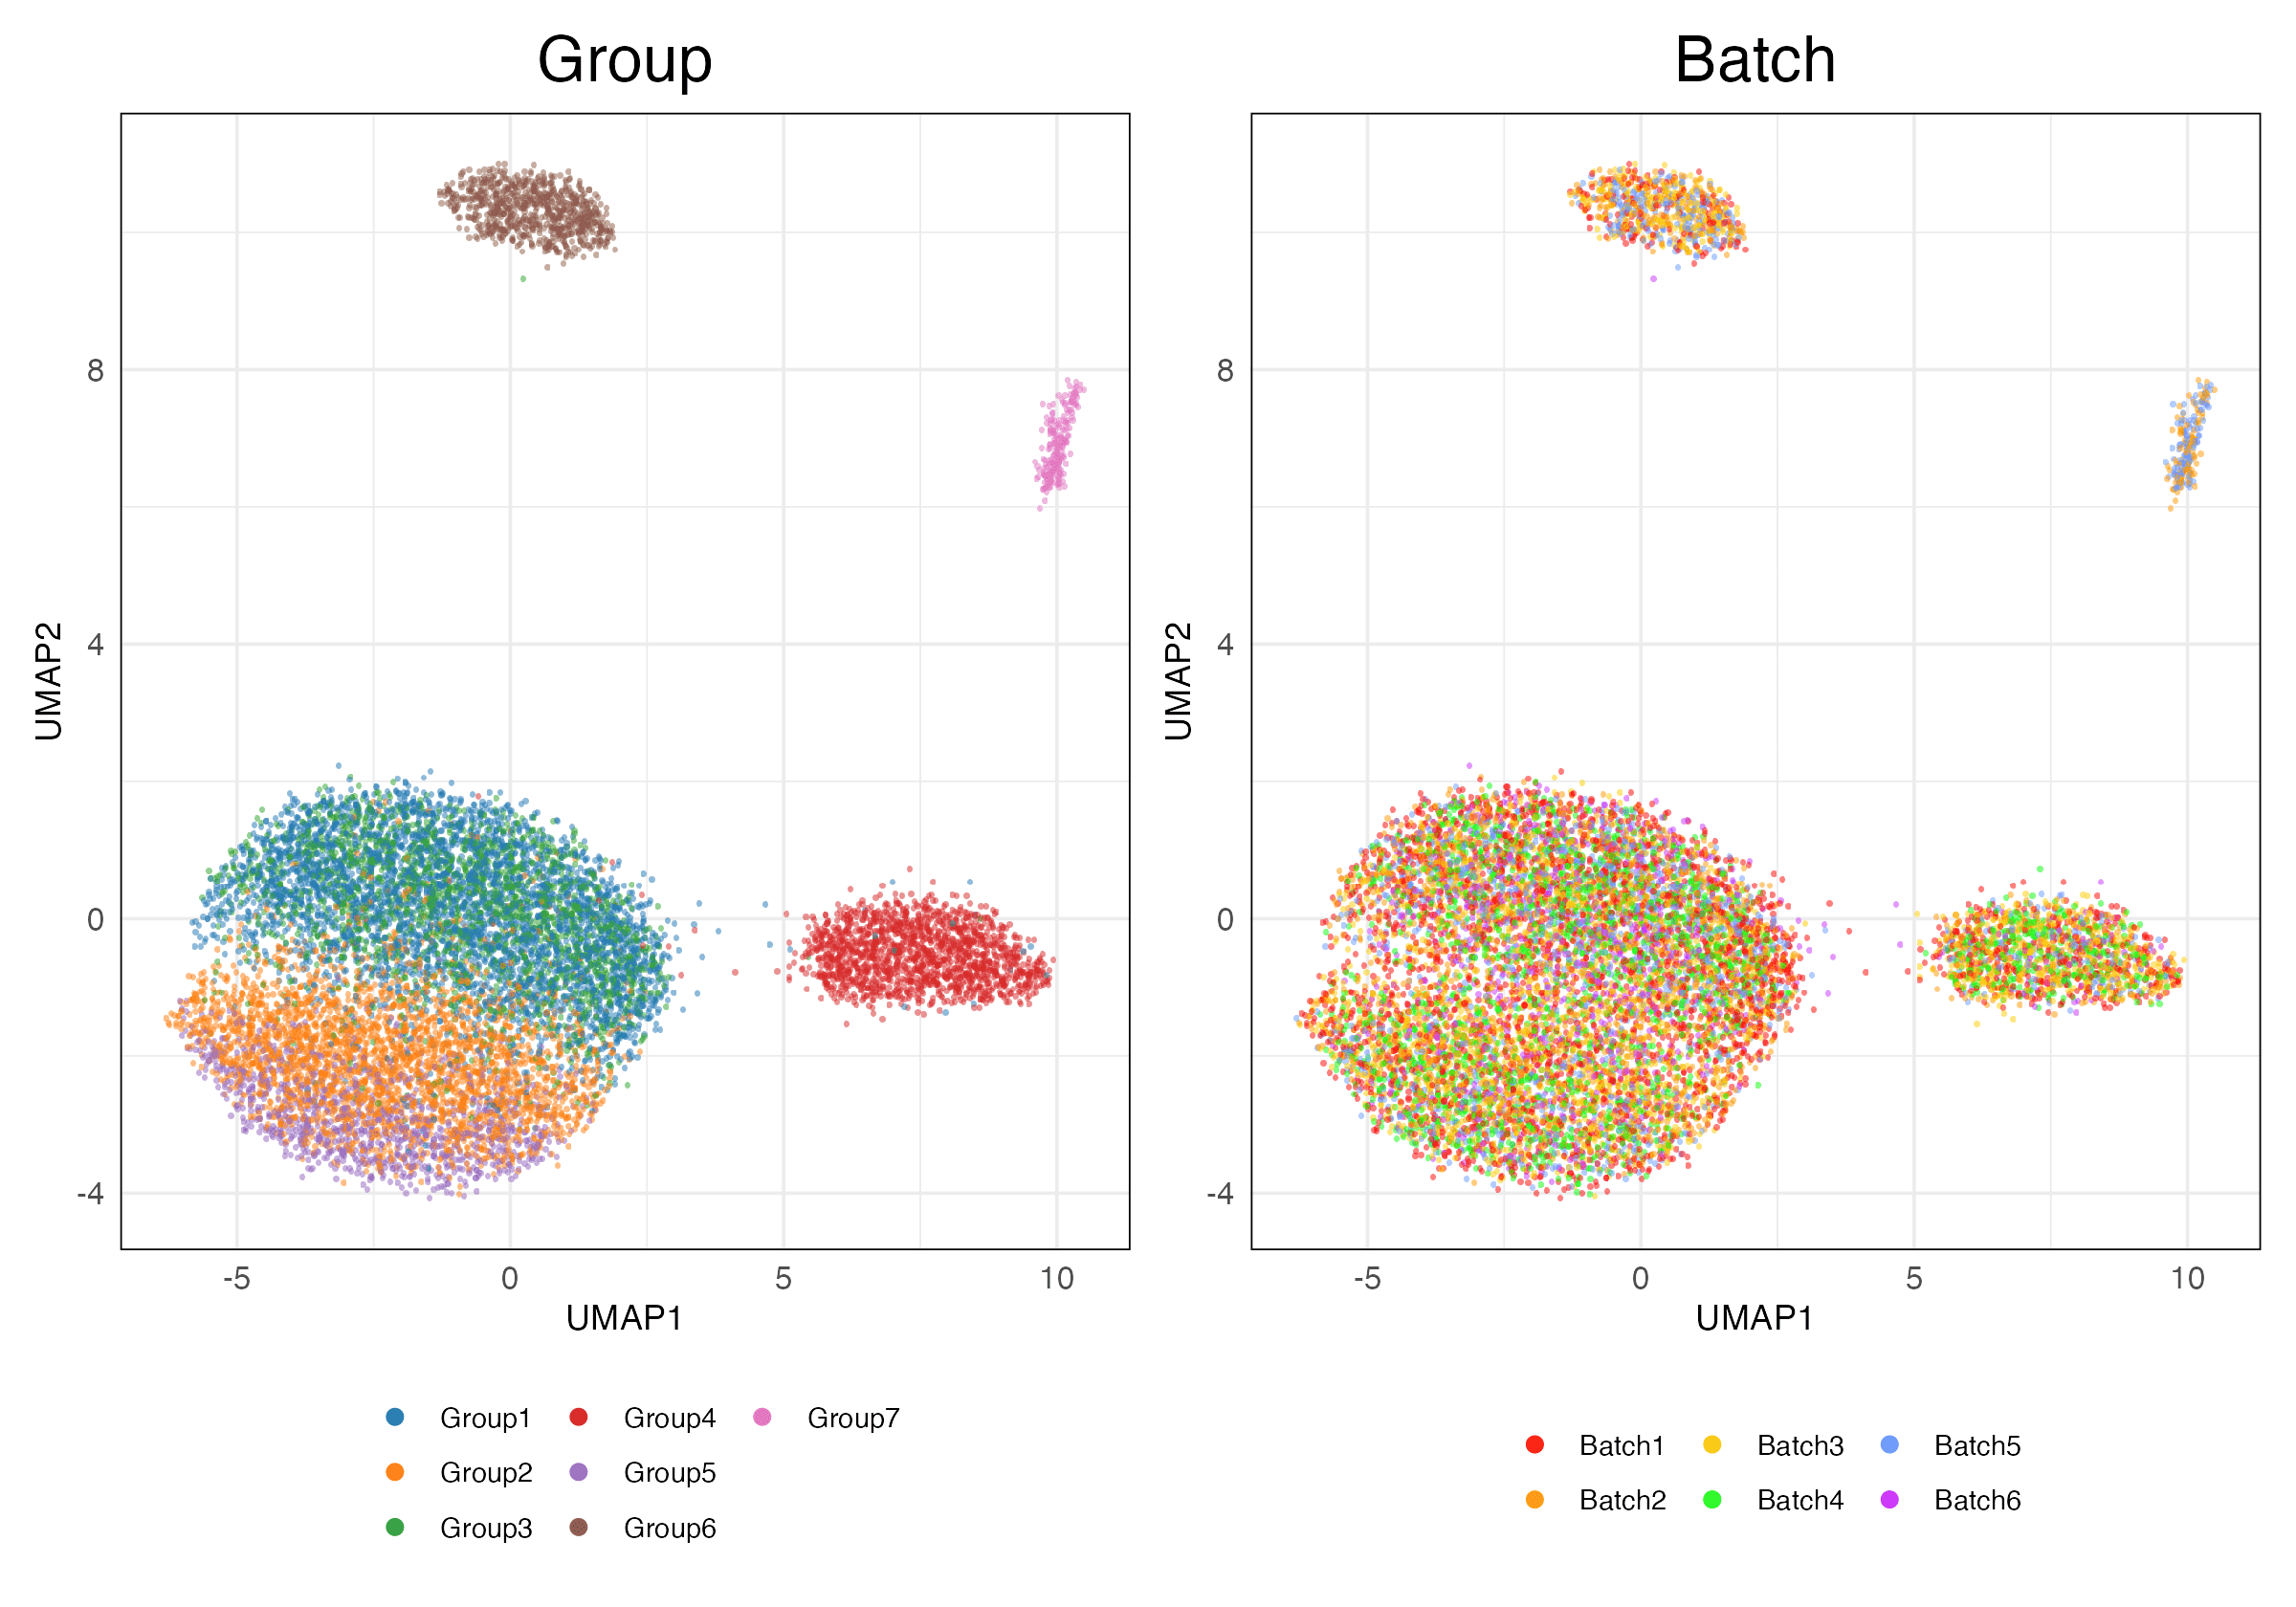 Group
Batch
8
4
0
-4
UMAP2
-5 0 5 10
UMAP1
8
4
0
-4
UMAP2
-5 0 5 10
UMAP1
Group1 Group4 Group7
Group2 Group5
Group3 Group6
Batch1 Batch3 Batch5
Batch2 Batch4 Batch6